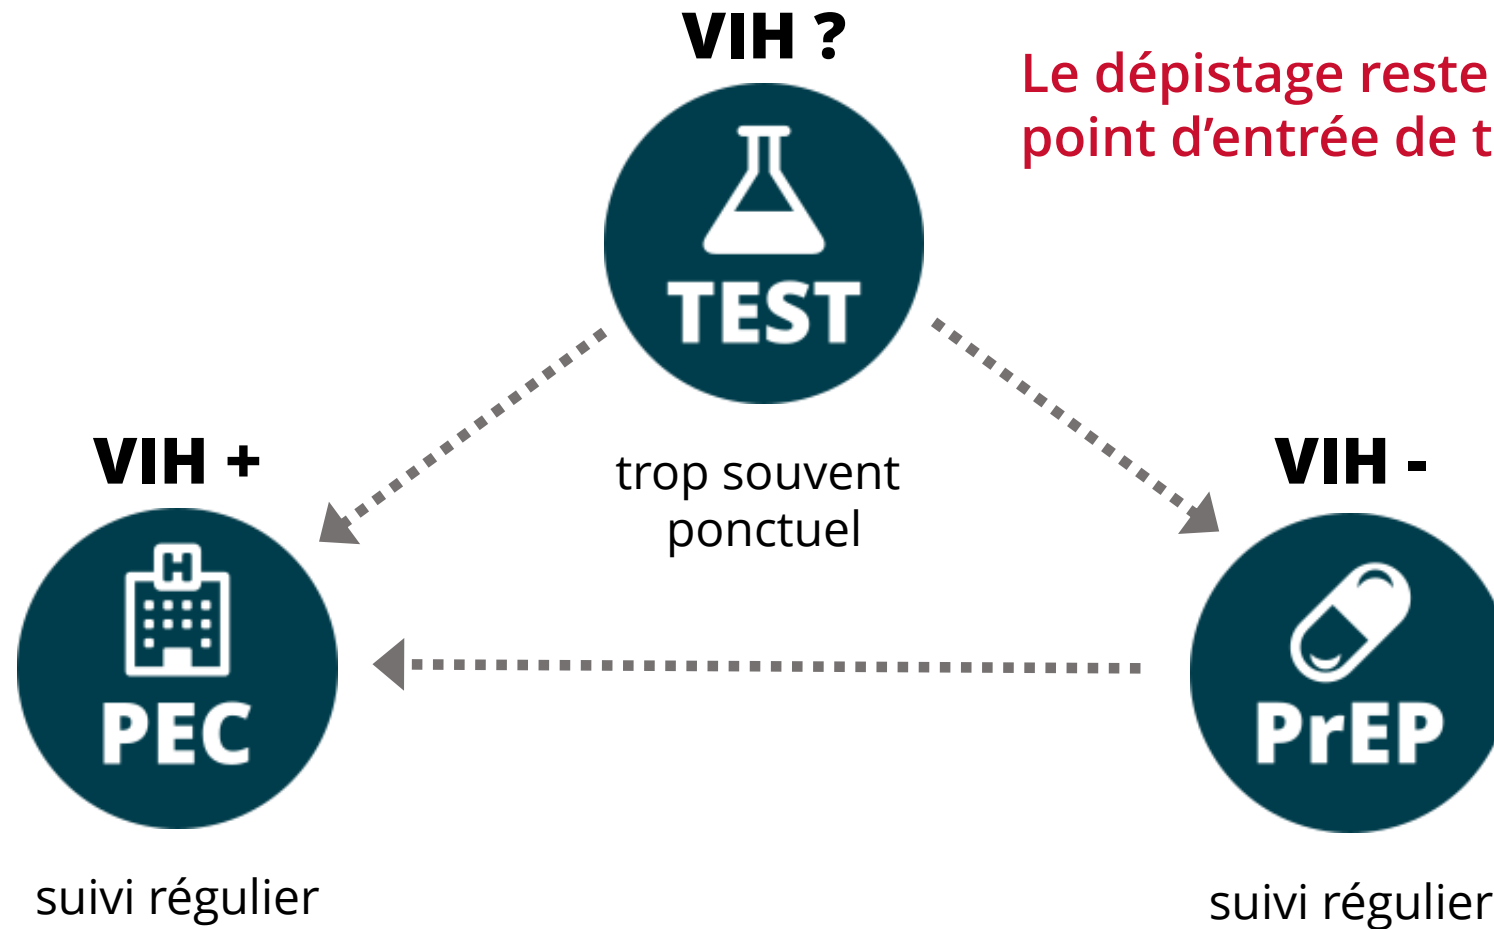 VIH ?
Le dépistage reste
point d’entrée de t
TEST
trop souvent
ponctuel
VIH +
H
PEC
suivi régulier
VIH -
PrEP
suivi régulier